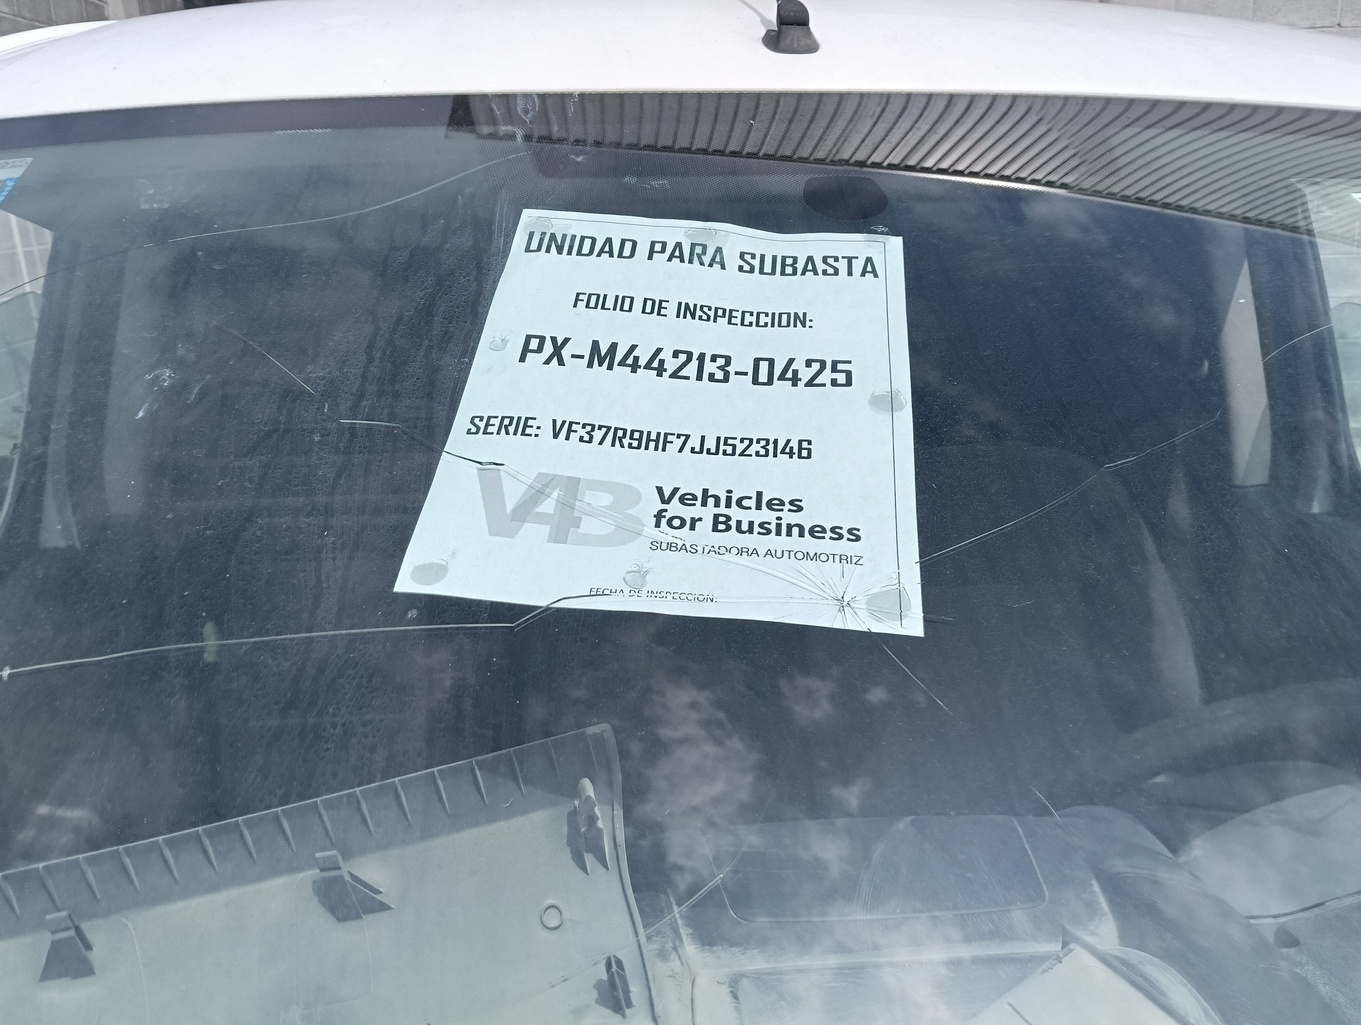 UNIDAD PARA SUBASTA
FOLIO DE INSPECCION:
PX-M44213-0425
SERIE: VF37R9HF7JJ523146
V4B
Vehicles
for Business
SUBASTADORA AUTOMOTRIZ
FECHA DE INSPECCION: